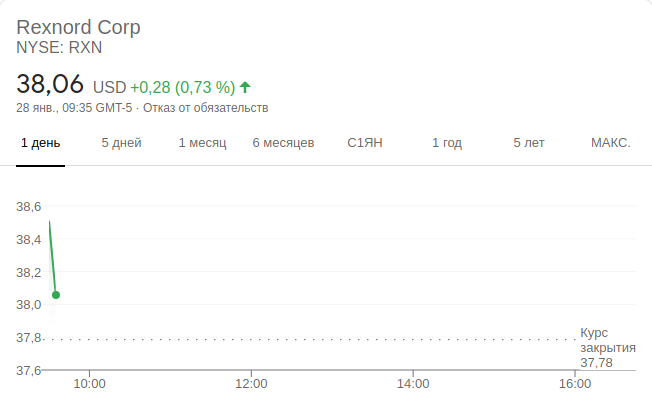 Rexnord Corp
NYSE: RXN
38,06 USD +0,28 (0,73 %)
28 янв., 09:35 GMT-5 · Отказ от обязательств
1 день 5 дней 1 месяц 6 месяцев С1ЯН 1 год 5 лет МАКС.
38,6
38,4
38,2
38,0
37,8
37,6
Курс
закрытия
37,78
10:00 12:00 14:00 16:00